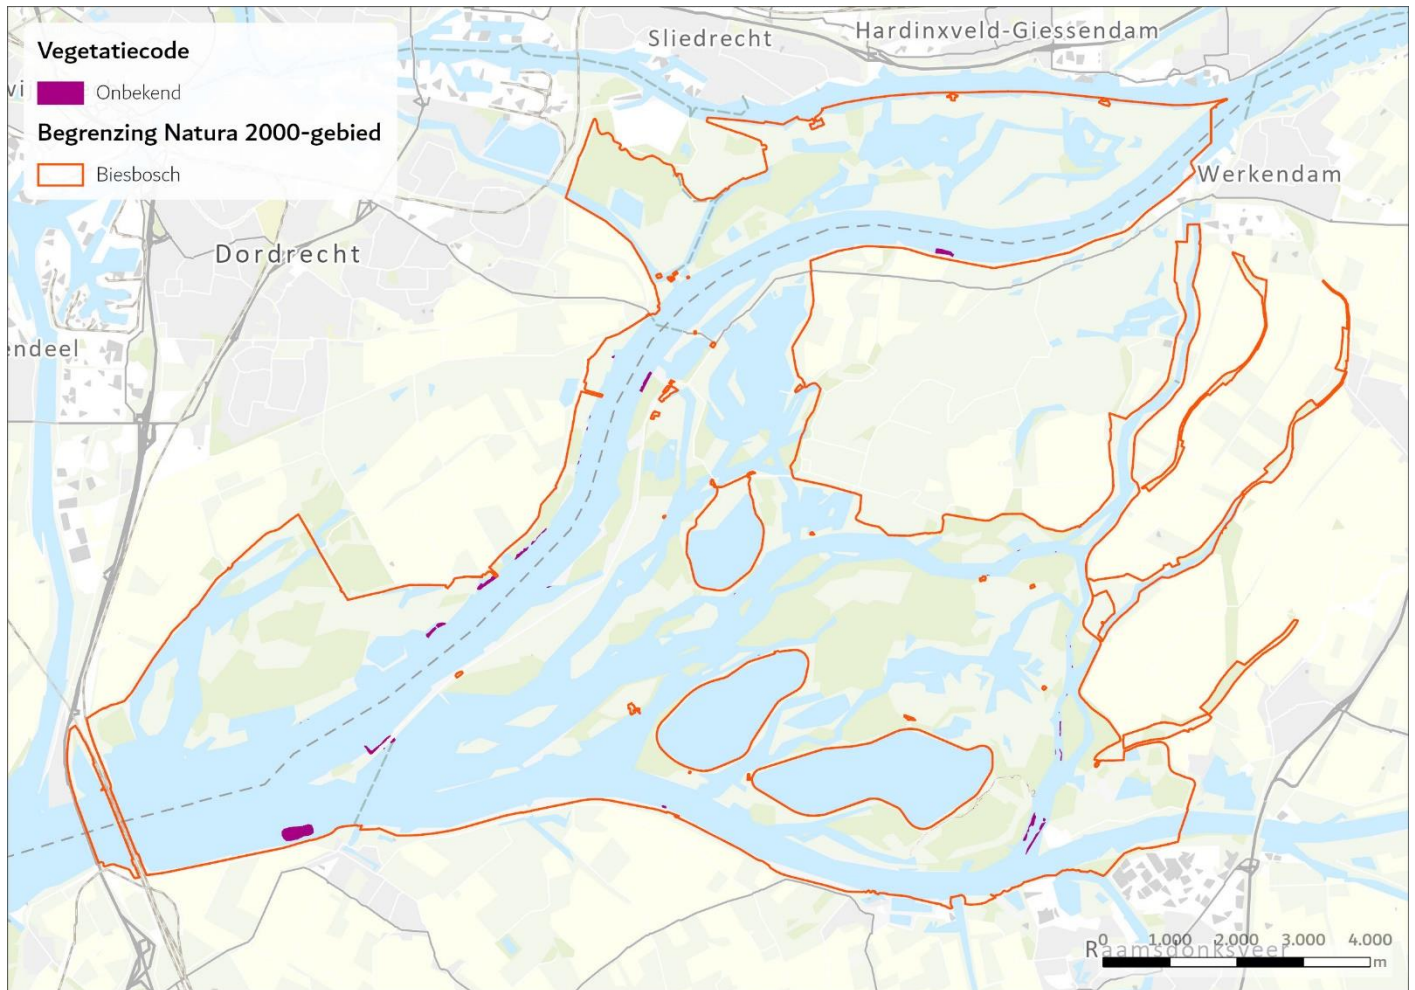 Vegetatiecode
Onbekend
Begrenzing Natura 2000-gebied
Biesbosch
Sliedrecht
Hardinxveld-Giessendam
Werkendam
Dordrecht
endeel
Raamsdonksveer
0 1.000 2.000 3.000 4.000
m